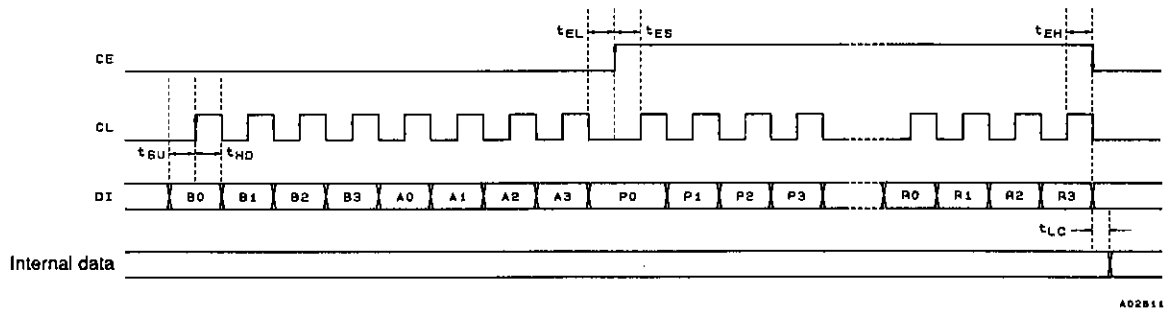 tEL tES tEH
CE
CL
tSU tHD
DI B0 B1 B2 B3 A0 A1 A2 A3 P0 P1 P2 P3 R0 R1 R2 R3
tLC
Internal data
A02811